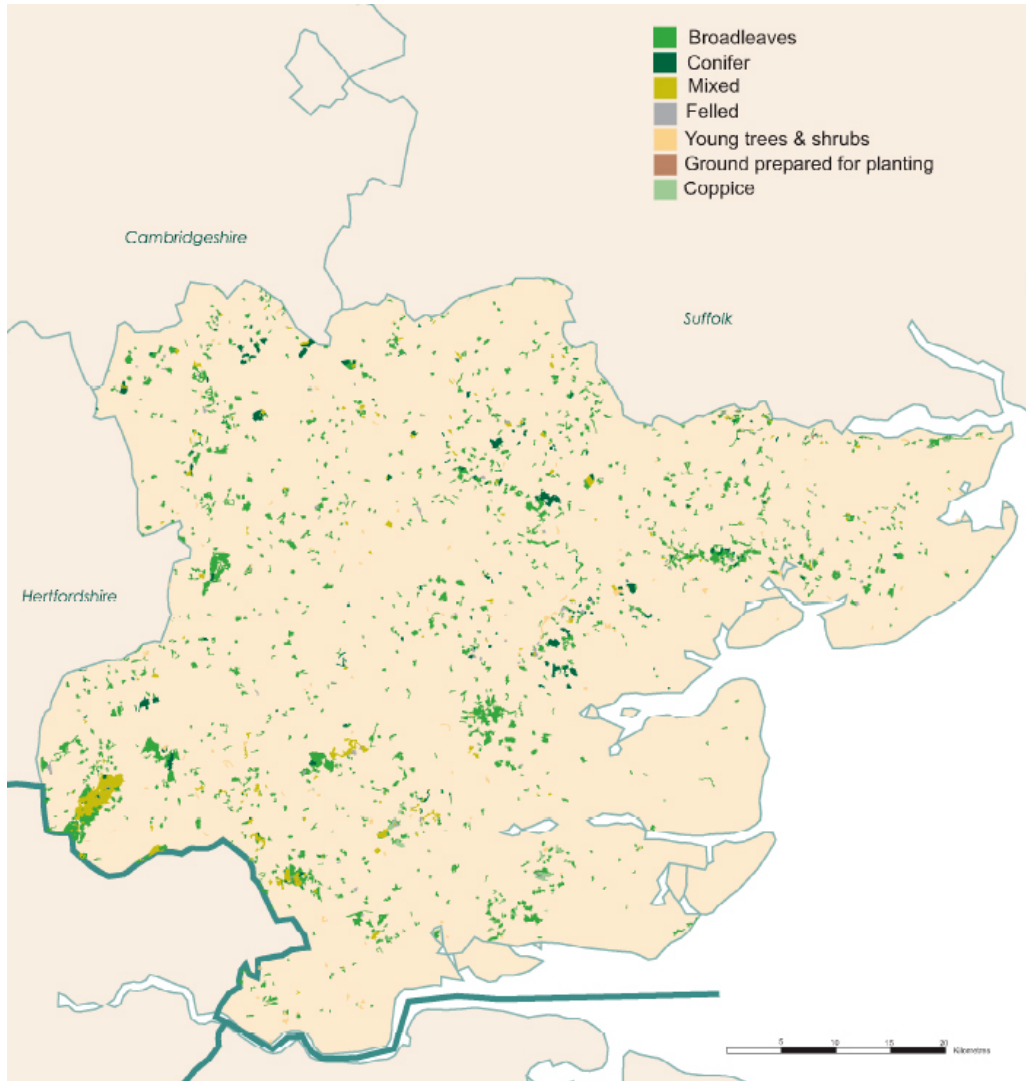 Broadleaves
Conifer
Mixed
Felled
Young trees & shrubs
Ground prepared for planting
Coppice
Cambridgeshire
Suffolk
Hertfordshire
5 10 15 20
Kilometres